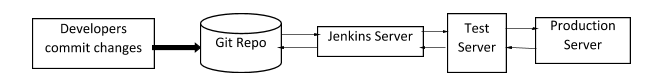 Developers
commit changes
Git Repo
Jenkins Server
Test
Server
Production
Server